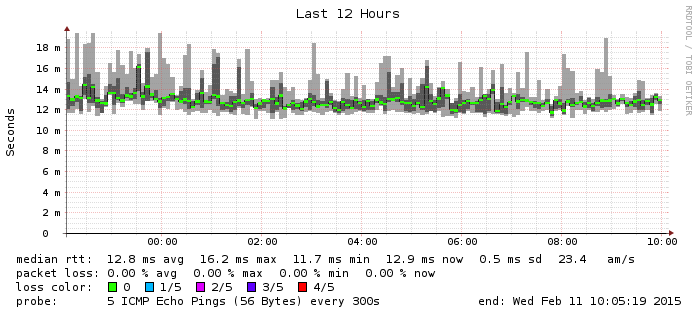 Last 12 Hours
RRDTOOL / TOBI OETIKER
Seconds
18 m
16 m
14 m
12 m
10 m
8 m
6 m
4 m
2 m
0
00:00 02:00 04:00 06:00 08:00 10:00
median rtt: 12.8 ms avg 16.2 ms max 11.7 ms min 12.9 ms now 0.5 ms sd 23.4 am/s
packet loss: 0.00 % avg 0.00 % max 0.00 % min 0.00 % now
loss color: 0 1/5 2/5 3/5 4/5
probe: 5 ICMP Echo Pings (56 Bytes) every 300s end: Wed Feb 11 10:05:19 2015